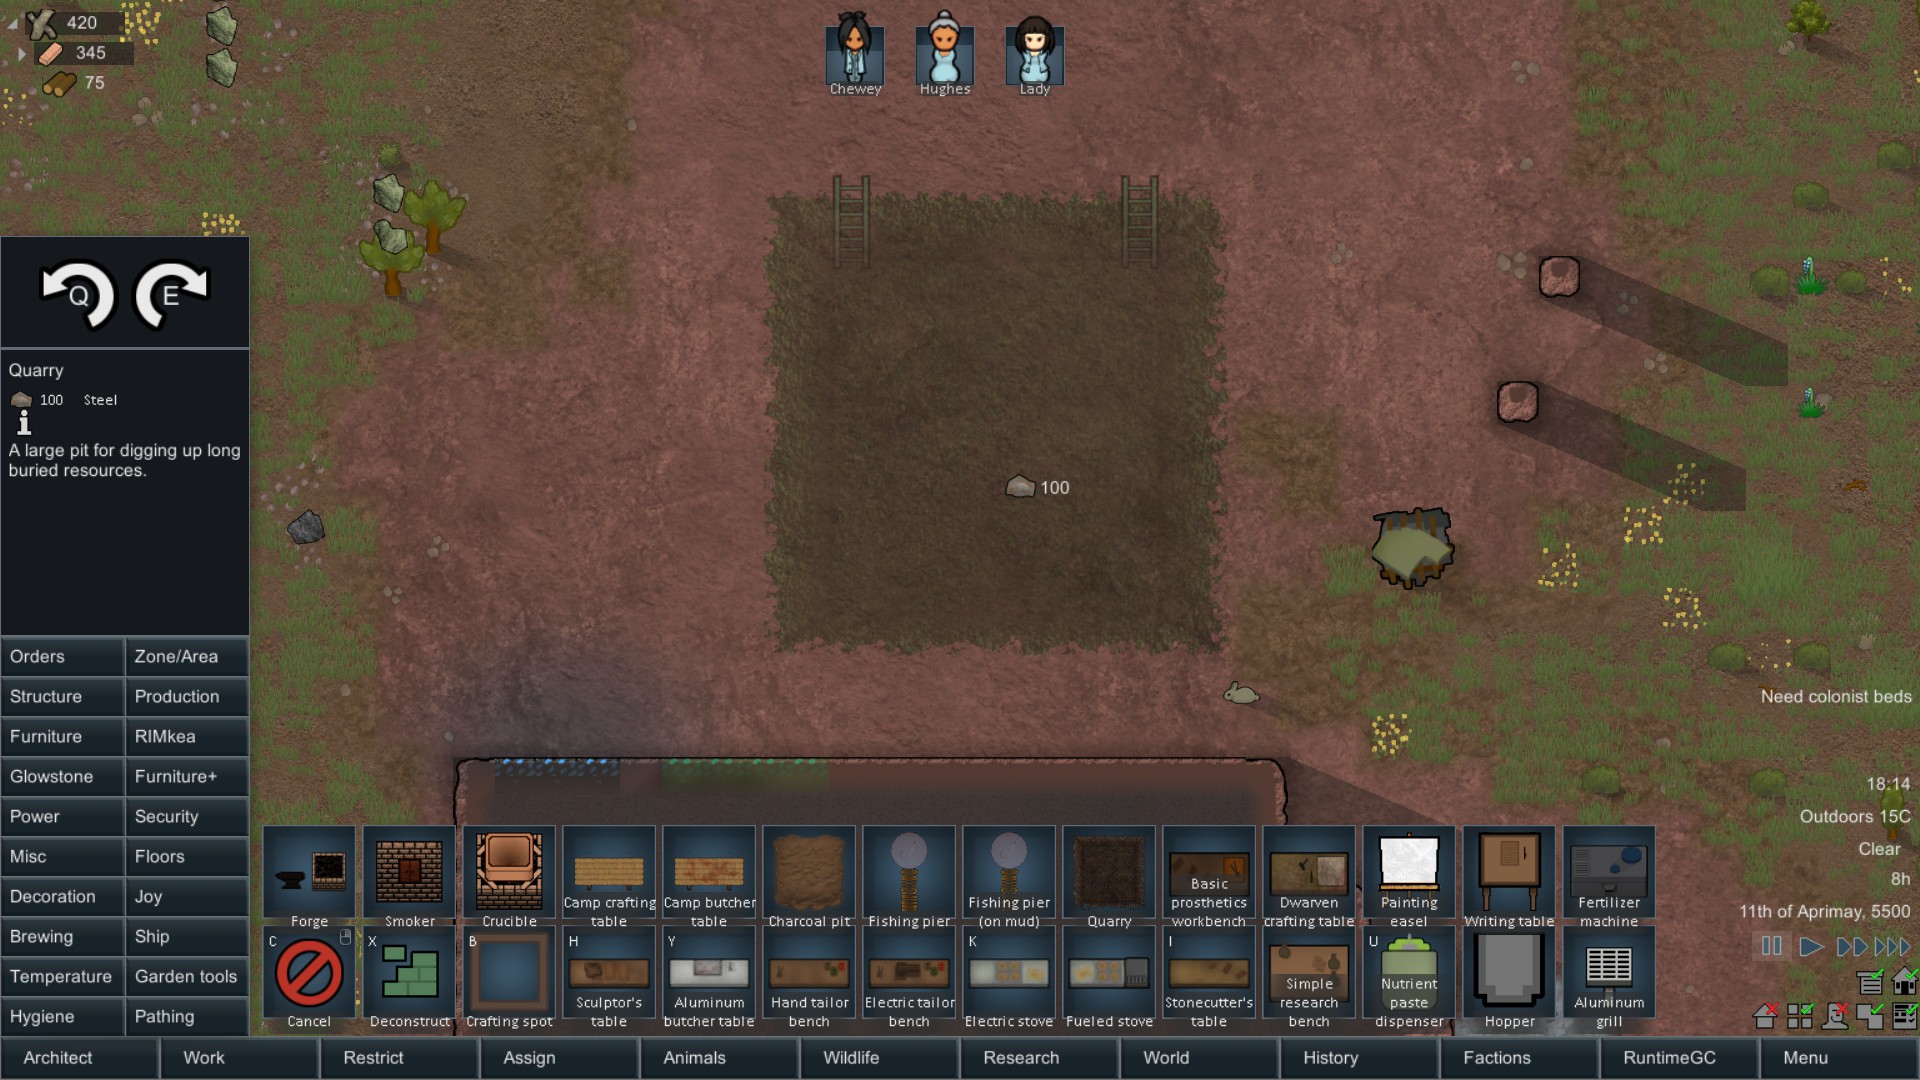 420
345
75
Chewey
Hughes
Lady
Q
E
Quarry
100 Steel
A large pit for digging up long
buried resources.
100
Orders
Zone/Area
Structure
Production
Furniture
RIMkea
Glowstone
Furniture+
Power
Security
Misc
Floors
Decoration
Joy
Brewing
Ship
Temperature
Garden tools
Hygiene
Pathing
Need colonist beds
18:14
Outdoors 15C
Clear
8h
11th of Aprimay, 5500
Forge
Smoker
Crucible
Camp crafting
table
Camp butcher
table
Charcoal pit
Fishing pier
Fishing pier
(on mud)
Quarry
Basic
prosthetics
workbench
Dwarven
crafting table
Painting
easel
Writing table
Fertilizer
machine
C
Cancel
X
Deconstruct
B
Crafting spot
H
Sculptor's
table
Y
Aluminum
butcher table
Hand tailor
bench
Electric tailor
bench
K
Electric stove
Fueled stove
I
Stonecutter's
table
Simple
research
bench
U
Nutrient
paste
dispenser
Hopper
Aluminum
grill
Architect
Work
Restrict
Assign
Animals
Wildlife
Research
World
History
Factions
RuntimeGC
Menu